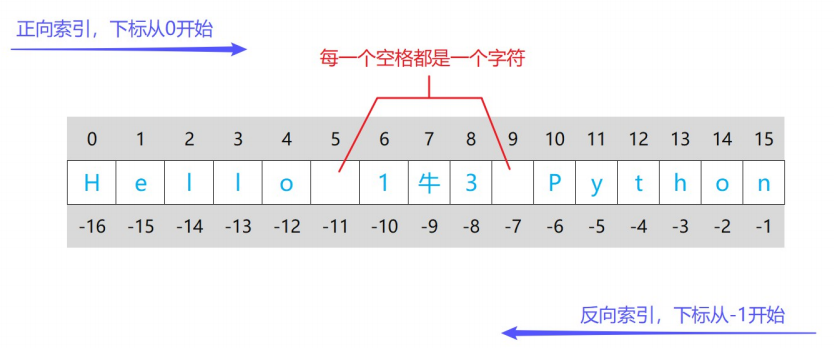 正向索引，下标从0开始
每一个空格都是一个字符
0 1 2 3 4 5 6 7 8 9 10 11 12 13 14 15
H e l l o 1 牛 3 P y t h o n
-16 -15 -14 -13 -12 -11 -10 -9 -8 -7 -6 -5 -4 -3 -2 -1
反向索引，下标从-1开始